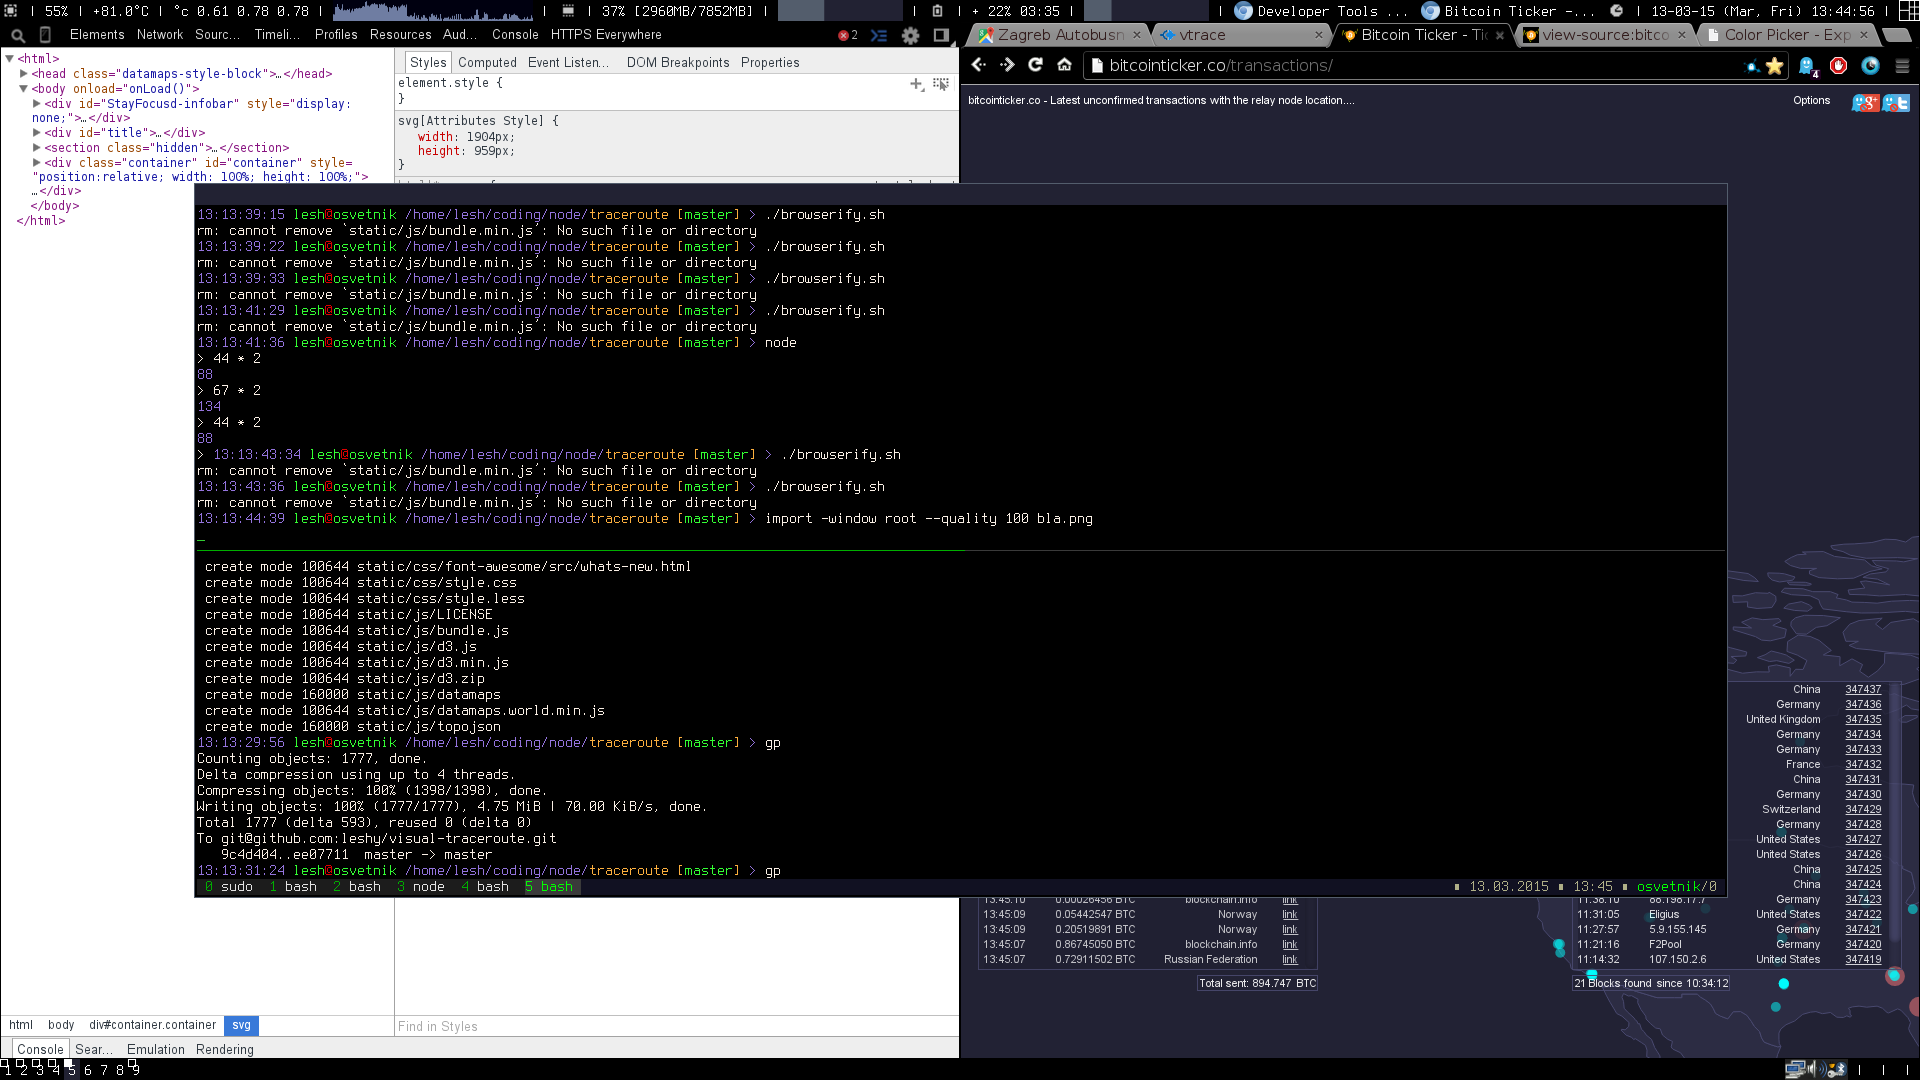 55% | +81.0°C | °c 0.61 0.78 0.78 | 37% [2960MB/7852MB] | + 22% 03:35 | Developer Tools ... Bitcoin Ticker -... 13-03-15 (Mar, Fri) 13:44:56 |
Elements Network Sourc... Timeli... Profiles Resources Aud... Console HTTPS Everywhere 2
Zagreb Autobusn × vtrace × Bitcoin Ticker - Ti × view-source:bitco × Color Picker - Exp ×
<html>
<head class="datamaps-style-block">…</head>
<body onload="onLoad()">
<div id="StayFocusd-infobar" style="display:
none;">…</div>
<div id="title">…</div>
<section class="hidden">…</section>
<div class="container" id="container" style=
"position:relative; width: 100%; height: 100%;">
…</div>
</body>
</html>
Styles Computed Event Listen... DOM Breakpoints Properties
element.style {
}
svg[Attributes Style] {
width: 1904px;
height: 959px;
}
bitcointicker.co/transactions/
4
bitcointicker.co - Latest unconfirmed transactions with the relay node location....
Options
13:13:39:15 lesh@osvetnik /home/lesh/coding/node/traceroute [master] > ./browserify.sh
rm: cannot remove `static/js/bundle.min.js': No such file or directory
13:13:39:22 lesh@osvetnik /home/lesh/coding/node/traceroute [master] > ./browserify.sh
rm: cannot remove `static/js/bundle.min.js': No such file or directory
13:13:39:33 lesh@osvetnik /home/lesh/coding/node/traceroute [master] > ./browserify.sh
rm: cannot remove `static/js/bundle.min.js': No such file or directory
13:13:41:29 lesh@osvetnik /home/lesh/coding/node/traceroute [master] > ./browserify.sh
rm: cannot remove `static/js/bundle.min.js': No such file or directory
13:13:41:36 lesh@osvetnik /home/lesh/coding/node/traceroute [master] > node
> 44 * 2
88
> 67 * 2
134
> 44 * 2
88
> 13:13:43:34 lesh@osvetnik /home/lesh/coding/node/traceroute [master] > ./browserify.sh
rm: cannot remove `static/js/bundle.min.js': No such file or directory
13:13:43:36 lesh@osvetnik /home/lesh/coding/node/traceroute [master] > ./browserify.sh
rm: cannot remove `static/js/bundle.min.js': No such file or directory
13:13:44:39 lesh@osvetnik /home/lesh/coding/node/traceroute [master] > import -window root --quality 100 bla.png
create mode 100644 static/css/font-awesome/src/whats-new.html
create mode 100644 static/css/style.css
create mode 100644 static/css/style.less
create mode 100644 static/js/LICENSE
create mode 100644 static/js/bundle.js
create mode 100644 static/js/d3.js
create mode 100644 static/js/d3.min.js
create mode 100644 static/js/d3.zip
create mode 160000 static/js/datamaps
create mode 100644 static/js/datamaps.world.min.js
create mode 160000 static/js/topojson
13:13:29:56 lesh@osvetnik /home/lesh/coding/node/traceroute [master] > gp
Counting objects: 1777, done.
Delta compression using up to 4 threads.
Compressing objects: 100% (1398/1398), done.
Writing objects: 100% (1777/1777), 4.75 MiB | 70.00 KiB/s, done.
Total 1777 (delta 593), reused 0 (delta 0)
To git@github.com:leshy/visual-traceroute.git
9c4d404..ee07711 master -> master
13:13:31:24 lesh@osvetnik /home/lesh/coding/node/traceroute [master] > gp
0 sudo 1 bash 2 bash 3 node 4 bash 5 bash
13.03.2015 13:45 osvetnik/0
China 347437
Germany 347436
United Kingdom 347435
Germany 347434
Germany 347433
France 347432
China 347431
Germany 347430
Switzerland 347429
Germany 347428
United States 347427
United States 347426
China 347425
China 347424
11:38:10 88.198.17.7 Germany 347423
11:31:05 Eligius United States 347422
11:27:57 5.9.155.145 Germany 347421
11:21:16 F2Pool Germany 347420
11:14:32 107.150.2.6 United States 347419
21 Blocks found since 10:34:12
13:45:10 0.00026456 BTC blockchain.info link
13:45:09 0.05442547 BTC Norway link
13:45:09 0.20519891 BTC Norway link
13:45:07 0.86745050 BTC blockchain.info link
13:45:07 0.72911502 BTC Russian Federation link
Total sent: 894.747 BTC
html body div#container.container svg
Find in Styles
Console Sear... Emulation Rendering
1 2 3 4 5 6 7 8 9